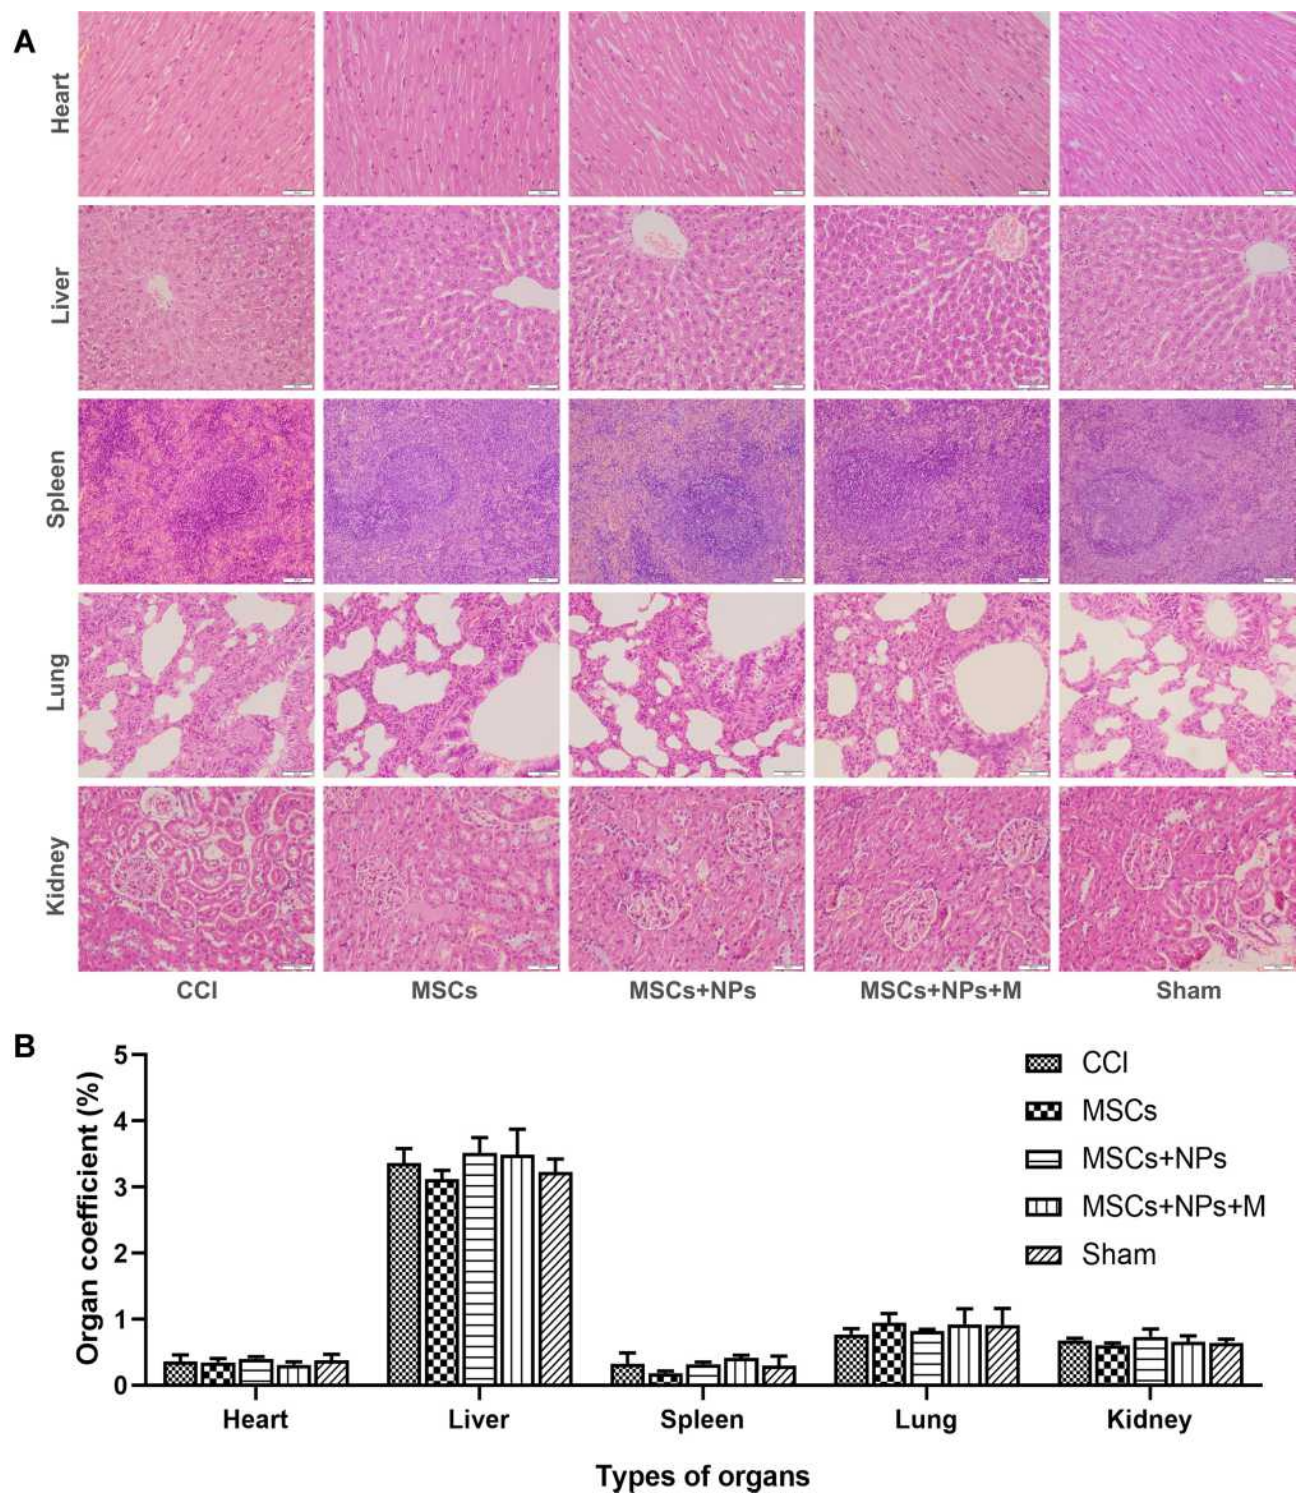 A
Heart
Liver
Spleen
Lung
Kidney
CCI
MSCs
MSCs+NPs
MSCs+NPs+M
Sham
B
Organ coefficient (%)
5
4
3
2
1
0
CCI
MSCs
MSCs+NPs
MSCs+NPs+M
Sham
Heart
Liver
Spleen
Lung
Kidney
Types of organs